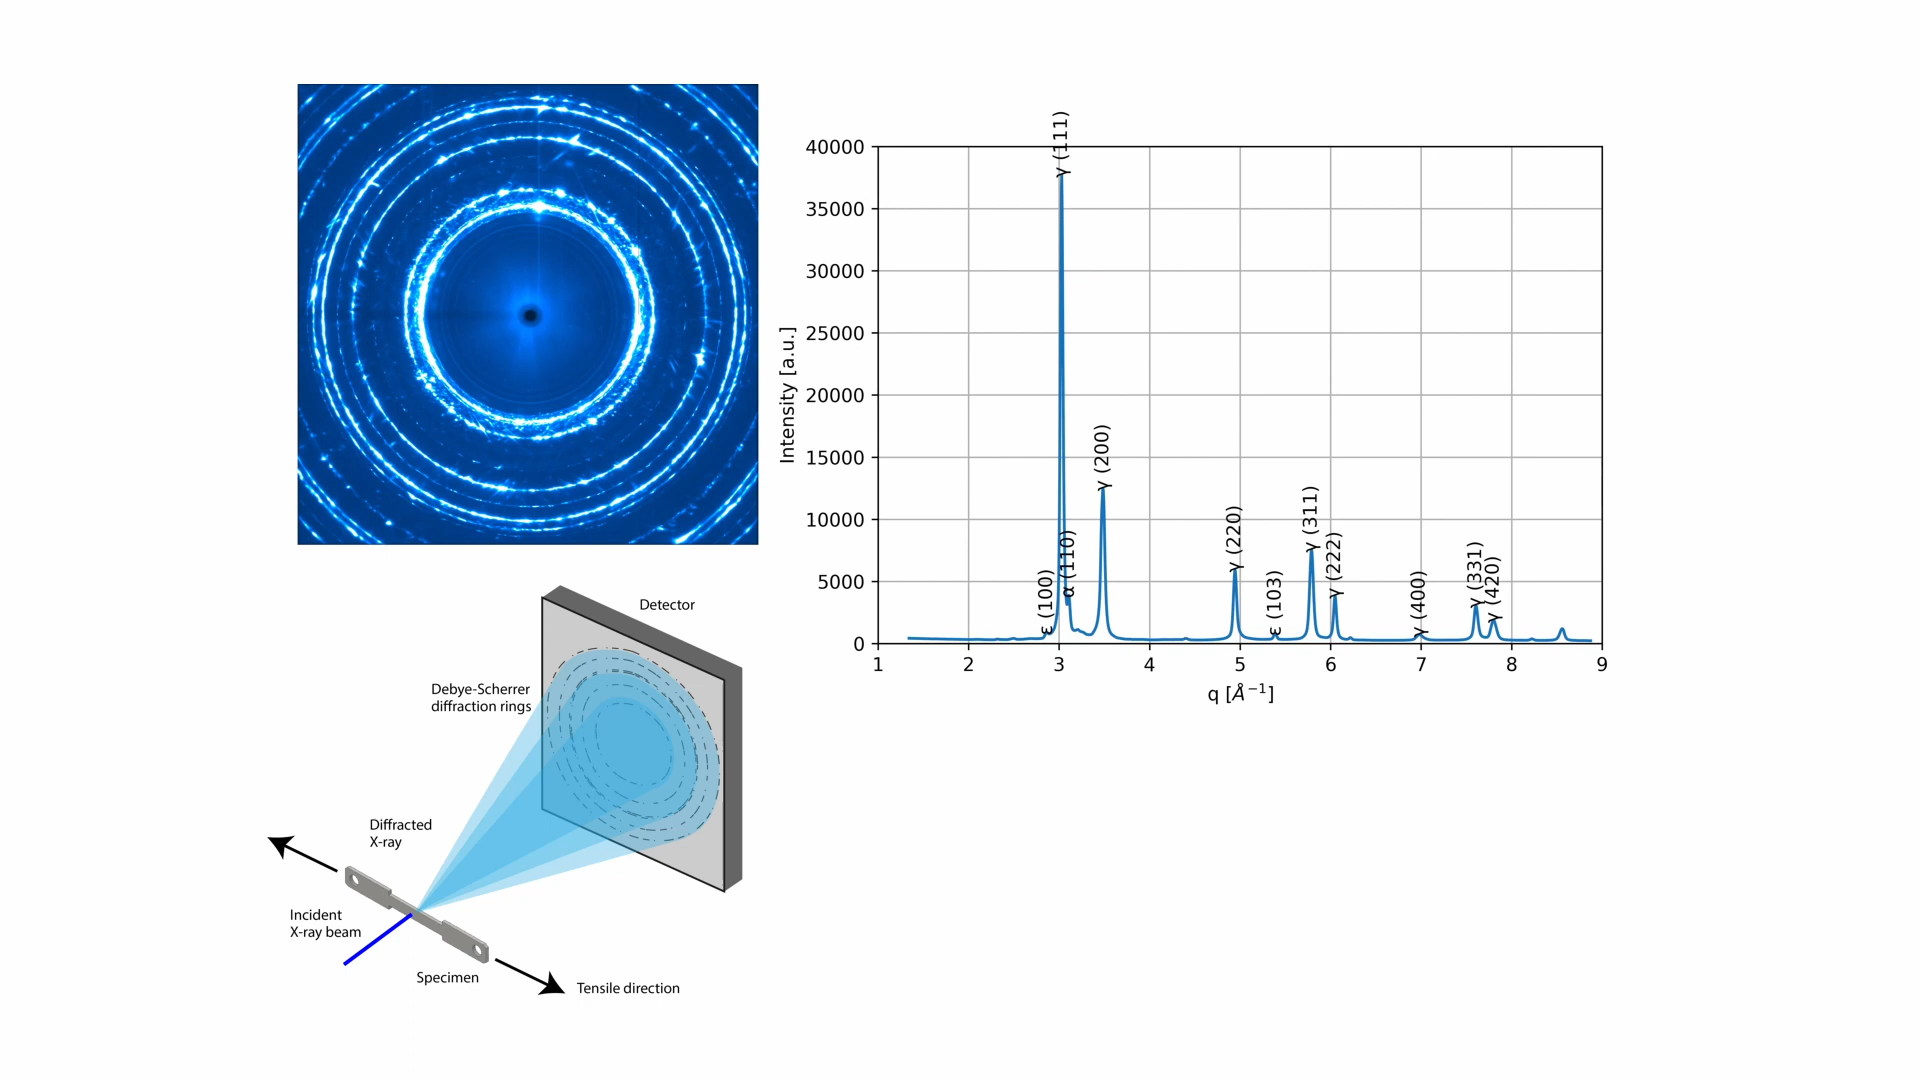 40000
35000
30000
25000
20000
15000
10000
5000
0
Intensity [a.u.]
1 2 3 4 5 6 7 8 9
q [Å⁻¹]
ε (100)
γ (111)
α (110)
γ (200)
γ (220)
ε (103)
γ (311)
γ (222)
γ (400)
γ (331)
γ (420)
Detector
Debye-Scherrer
diffraction rings
Diffracted
X-ray
Incident
X-ray beam
Specimen
Tensile direction